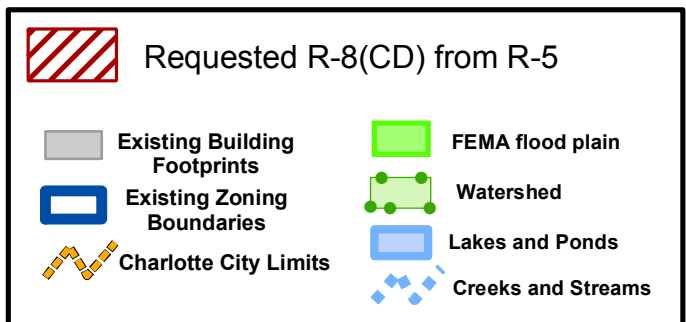 Requested R-8(CD) from R-5
Existing Building
Footprints
Existing Zoning
Boundaries
Charlotte City Limits
FEMA flood plain
Watershed
Lakes and Ponds
Creeks and Streams